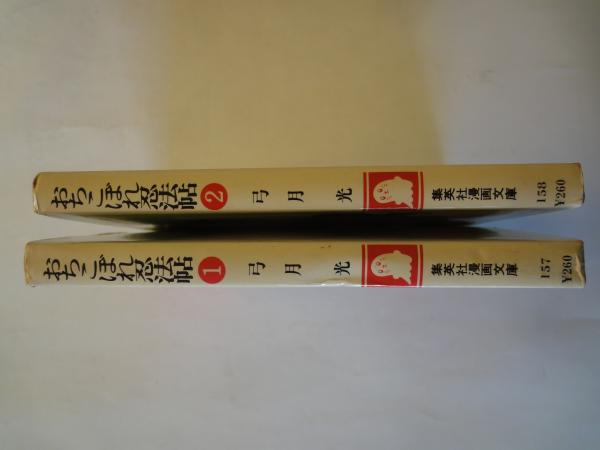 おちこぼれ忍法帖 2 弓月 光 集英社漫画文庫 158 ¥260
おちこぼれ忍法帖 1 弓月 光 集英社漫画文庫 157 ¥260